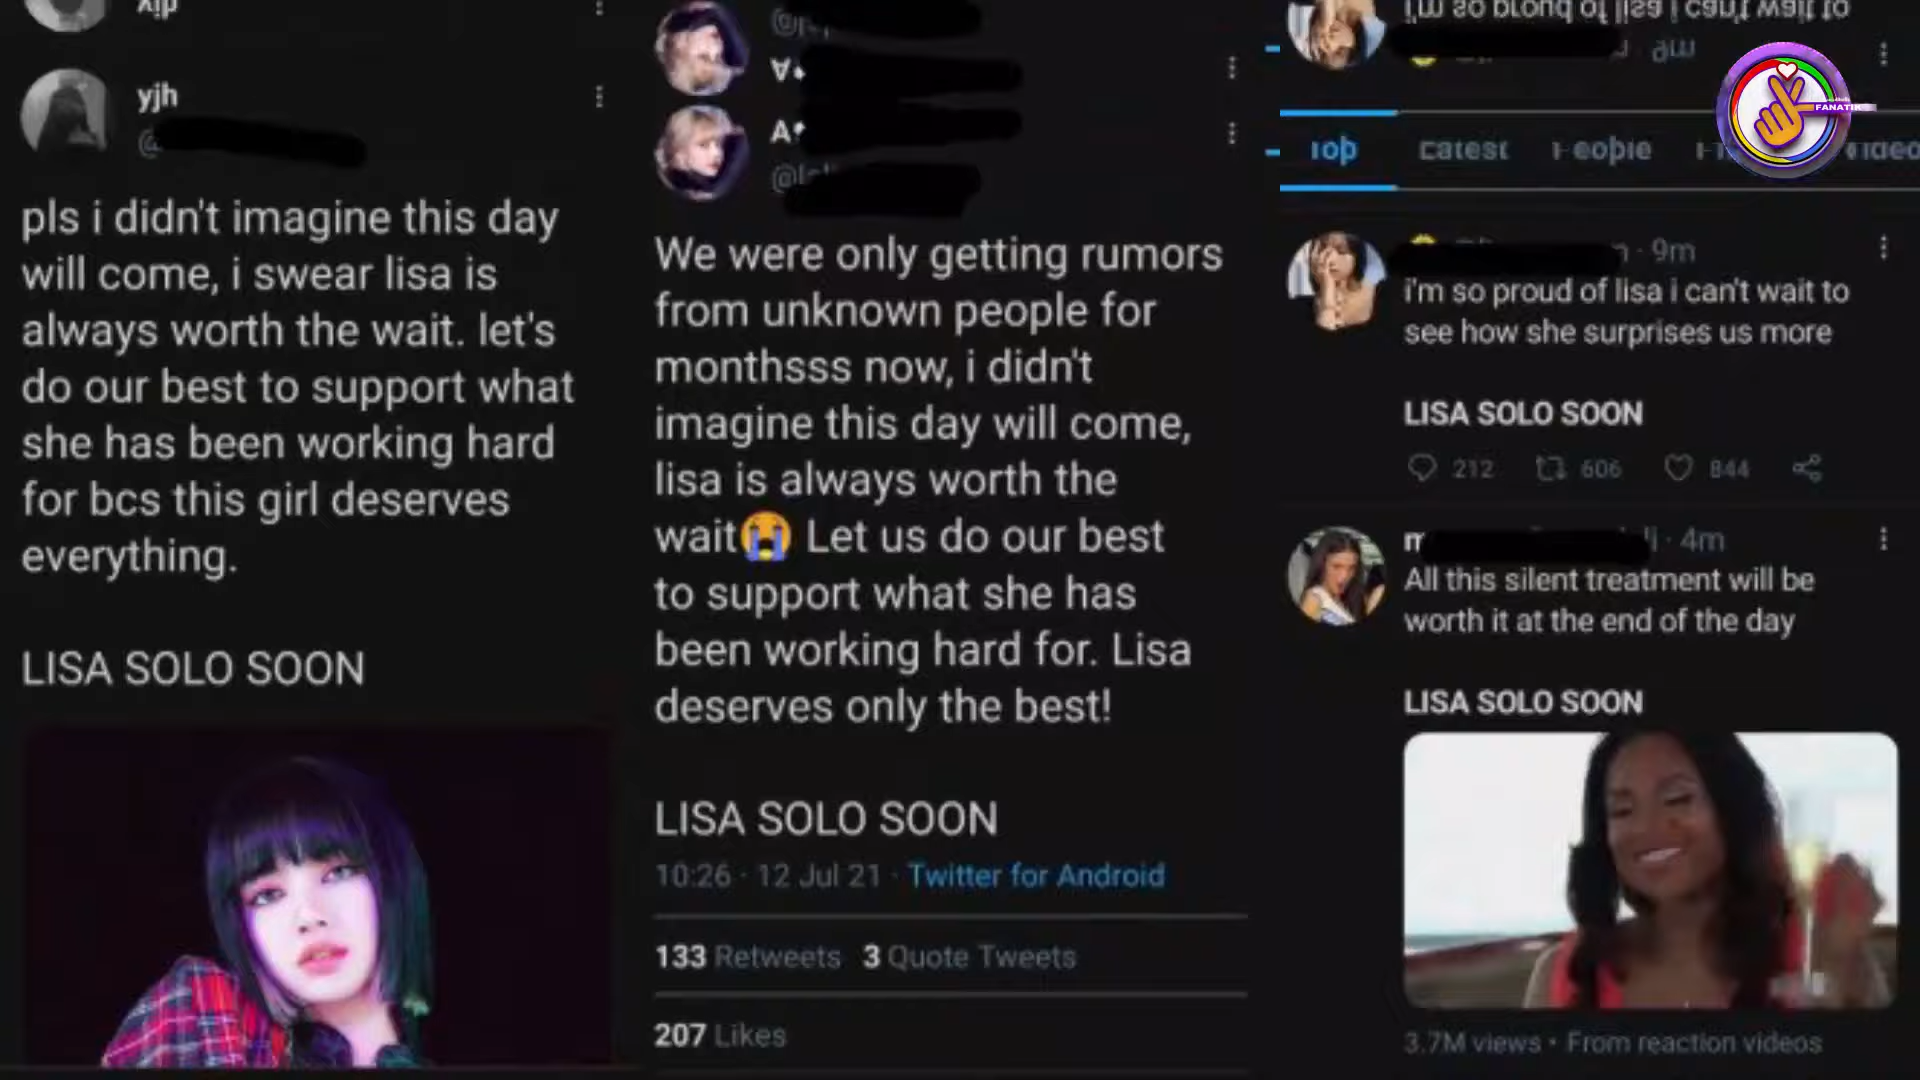 yjh
@
pls i didn't imagine this day
will come, i swear lisa is
always worth the wait. let's
do our best to support what
she has been working hard
for bcs this girl deserves
everything.
LISA SOLO SOON
We were only getting rumors
from unknown people for
monthsss now, i didn't
imagine this day will come,
lisa is always worth the
wait😭 Let us do our best
to support what she has
been working hard for. Lisa
deserves only the best!
LISA SOLO SOON
10:26 · 12 Jul 21 · Twitter for Android
133 Retweets 3 Quote Tweets
207 Likes
i'm so proud of lisa i can't wait to
FANATIK
Top Latest People
· 9m
i'm so proud of lisa i can't wait to
see how she surprises us more
LISA SOLO SOON
212 606 844
· 4m
All this silent treatment will be
worth it at the end of the day
LISA SOLO SOON
3.7M views • From reaction videos